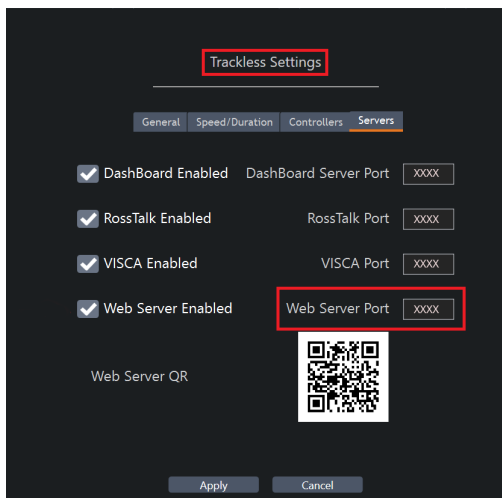 Trackless Settings
General Speed/Duration Controllers Servers
DashBoard Enabled DashBoard Server Port XXXX
RossTalk Enabled RossTalk Port XXXX
VISCA Enabled VISCA Port XXXX
Web Server Enabled Web Server Port XXXX
Web Server QR
Apply Cancel